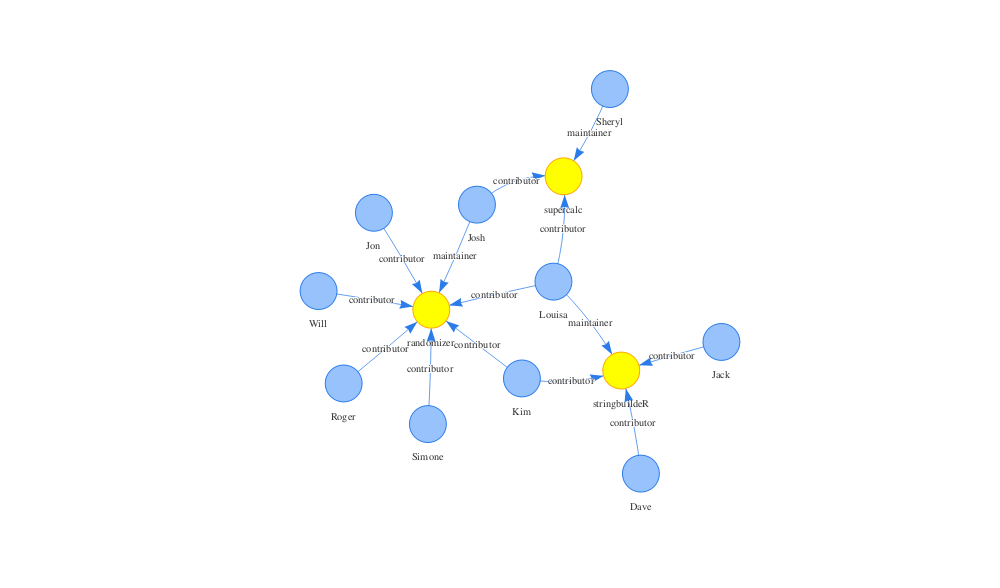 Sheryl
maintainer
contributor
supercalc
contributor
Josh
Jon
contributor
maintainer
contributor
contributor
Louisa
Will
maintainer
randomizer
contributor
contributor
contributor
Jack
contributor
contributor
Roger
Kim
stringbuildeR
contributor
Simone
Dave